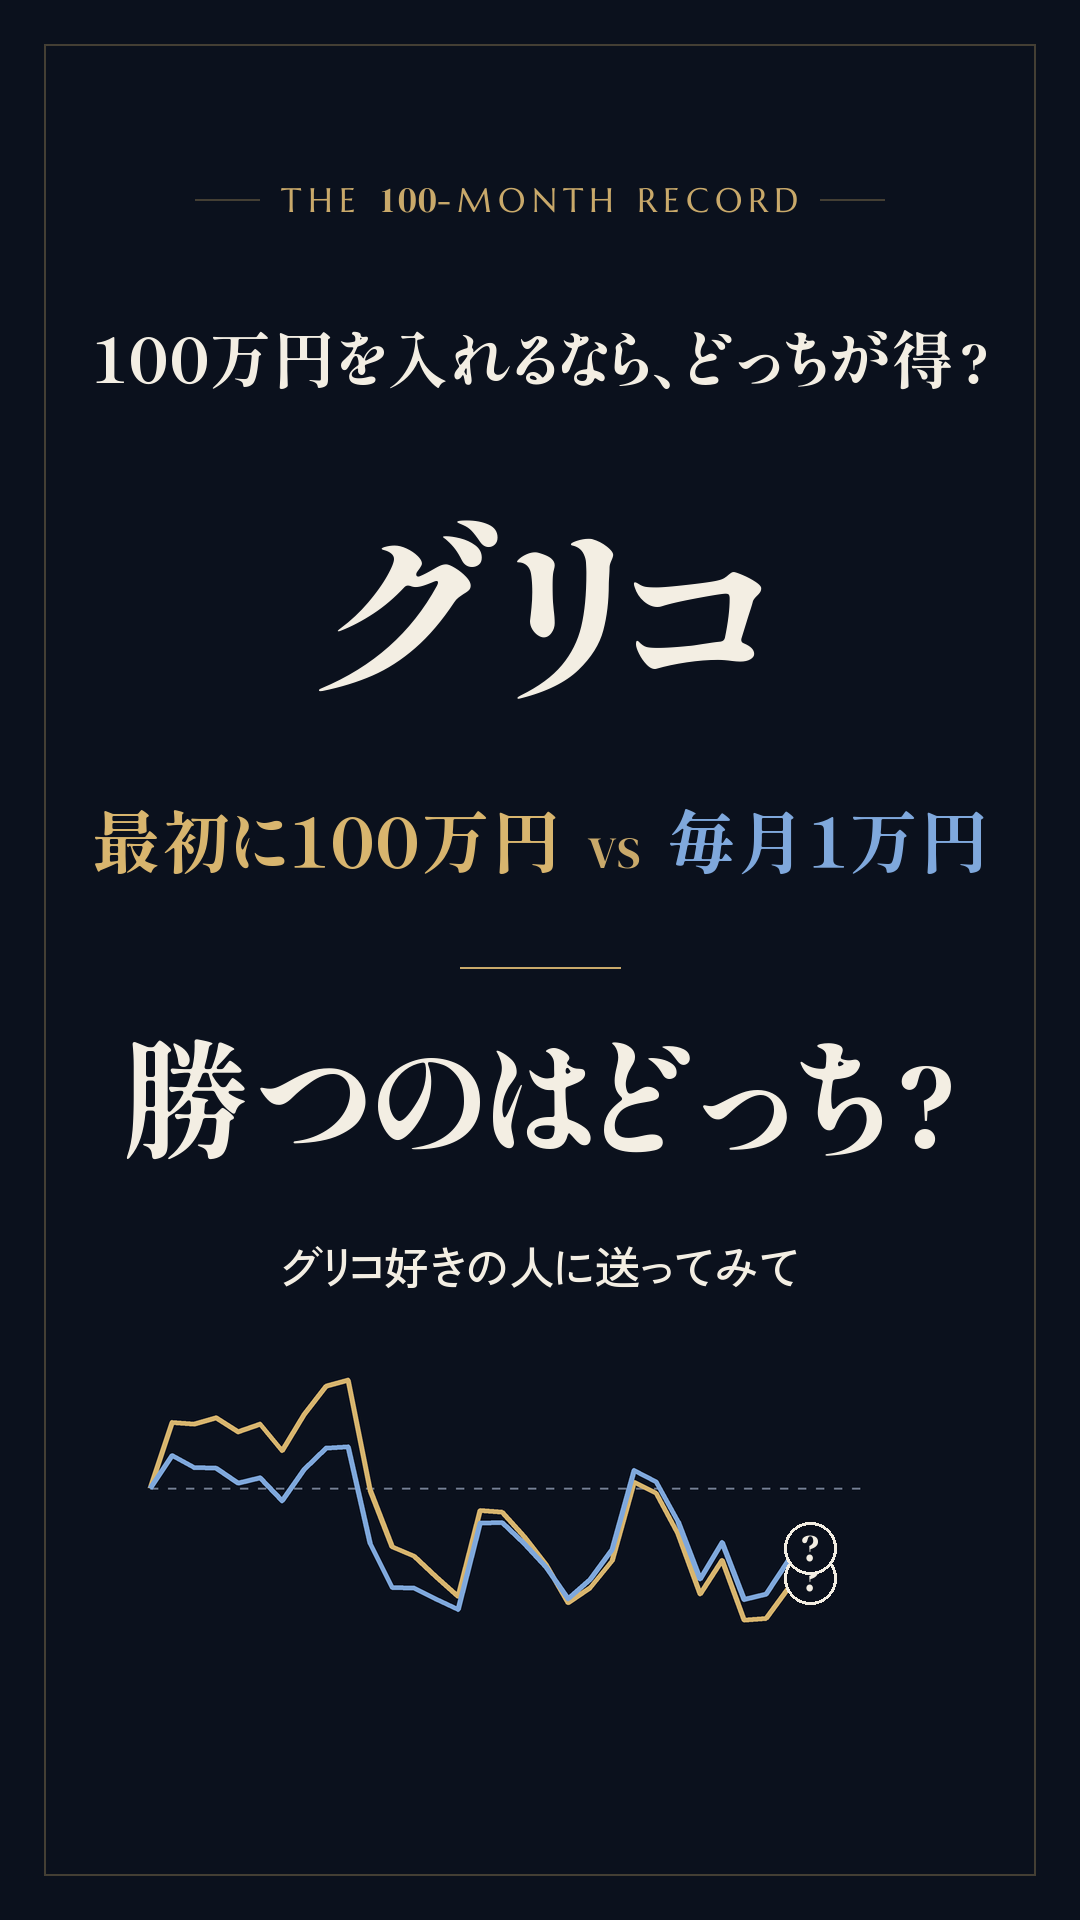 THE 100-MONTH RECORD
100万円を入れるなら、どっちが得?
グリコ
最初に100万円 vs 毎月1万円
勝つのはどっち?
グリコ好きの人に送ってみて
?
?